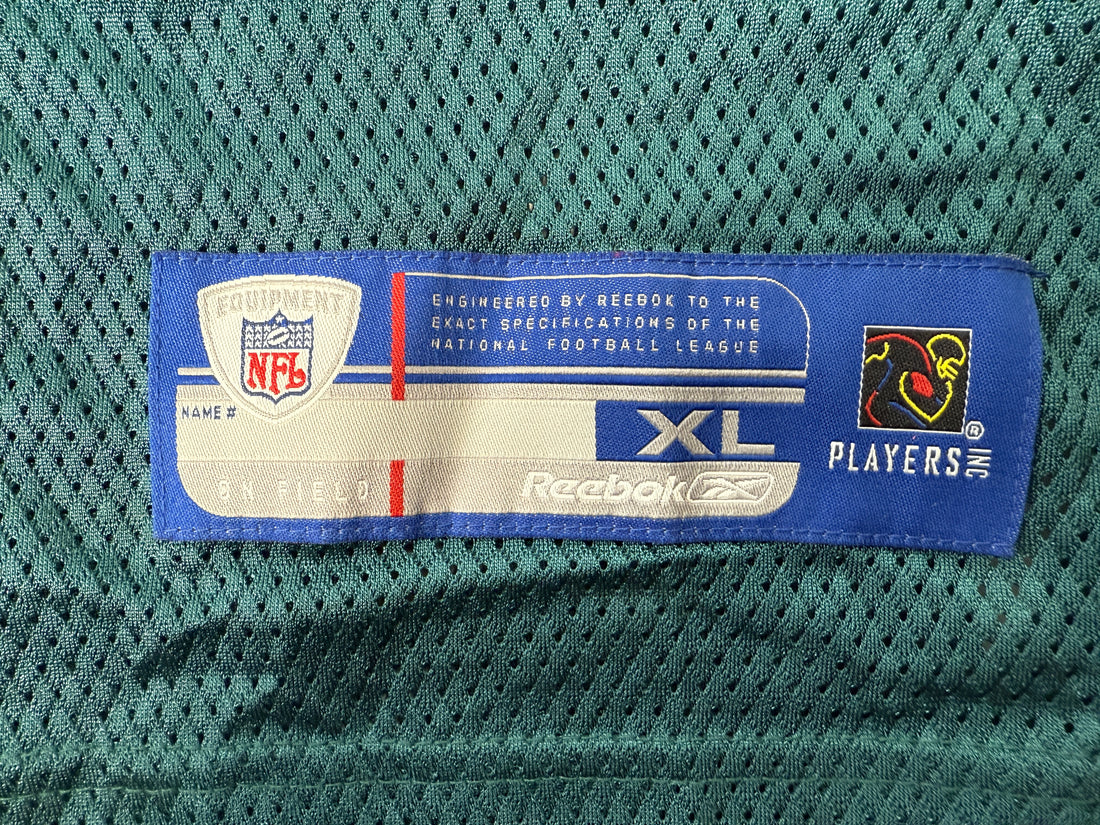 EQUIPMENT
NFL
ENGINEERED BY REEBOK TO THE
EXACT SPECIFICATIONS OF THE
NATIONAL FOOTBALL LEAGUE
NAME #
XL
ON FIELD
Reebok
PLAYERS INC ®